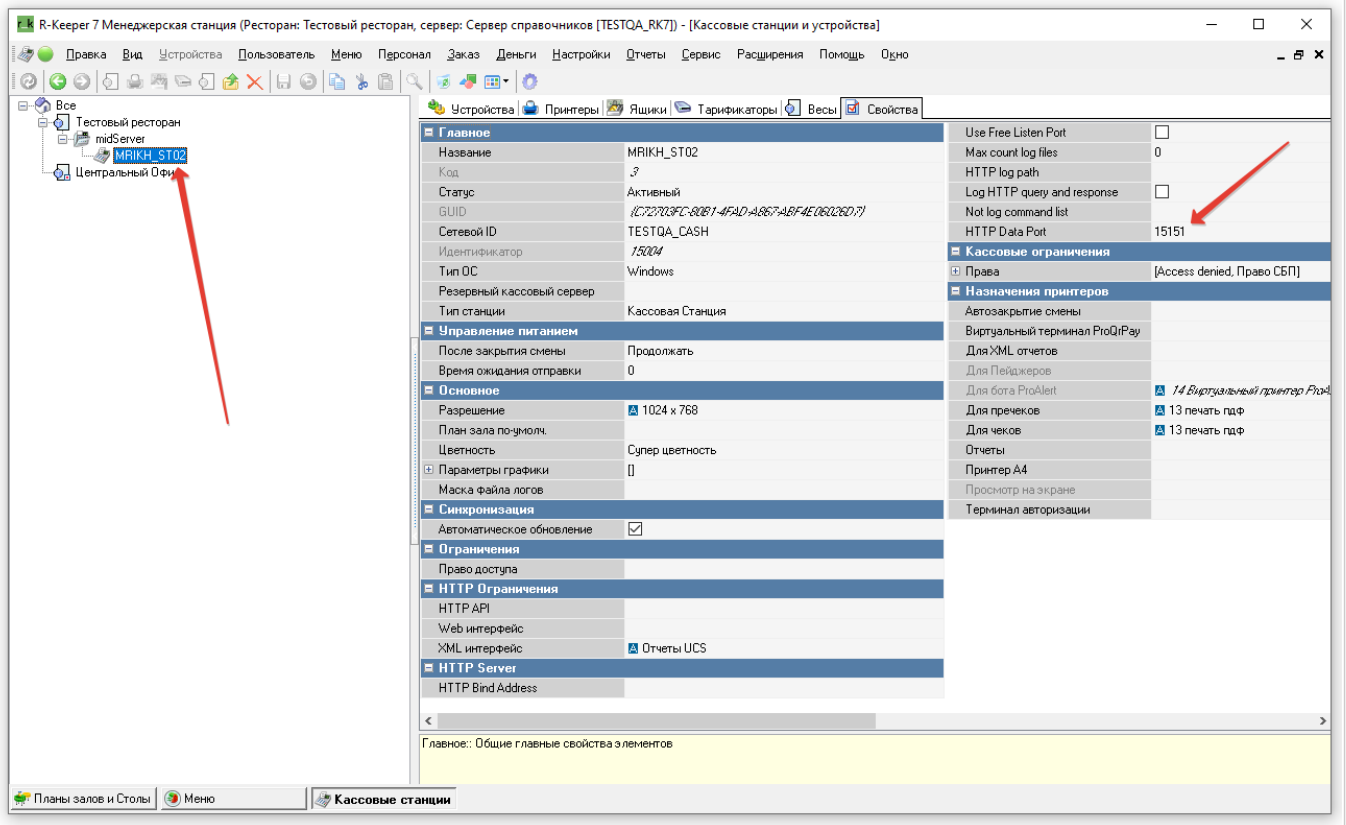 R-Keeper 7 Менеджерская станция (Ресторан: Тестовый ресторан, сервер: Сервер справочников [TESTQA_RK7]) - [Кассовые станции и устройства]
Правка Вид Устройства Пользователь Меню Персонал Заказ Деньги Настройки Отчеты Сервис Расширения Помощь Окно
Все
Тестовый ресторан
midServer
MRIKH_ST02
Центральный Офи
Устройства Принтеры Ящики Тарификаторы Весы Свойства
Главное
Название MRIKH_ST02
Код 3
Статус Активный
GUID {C72703FC-80B1-4FAD-A867-ABF4E06026D7}
Сетевой ID TESTQA_CASH
Идентификатор 15004
Тип ОС Windows
Резервный кассовый сервер
Тип станции Кассовая Станция
Управление питанием
После закрытия смены Продолжать
Время ожидания отправки 0
Основное
Разрешение 1024 x 768
План зала по-умолч.
Цветность Супер цветность
Параметры графики []
Маска файла логов
Синхронизация
Автоматическое обновление
Ограничения
Право доступа
HTTP Ограничения
HTTP API
Web интерфейс
XML интерфейс Отчеты UCS
HTTP Server
HTTP Bind Address
Use Free Listen Port
Max count log files 0
HTTP log path
Log HTTP query and response
Not log command list
HTTP Data Port 15151
Кассовые ограничения
Права [Access denied, Право СБП]
Назначения принтеров
Автозакрытие смены
Виртуальный терминал ProQrPay
Для XML отчетов
Для Пейджеров
Для бота ProAlert 14 Виртуальный принтер ProAl
Для пречеков 13 печать пдф
Для чеков 13 печать пдф
Отчеты
Принтер А4
Просмотр на экране
Терминал авторизации
Главное:: Общие главные свойства элементов
Планы залов и Столы Меню Кассовые станции